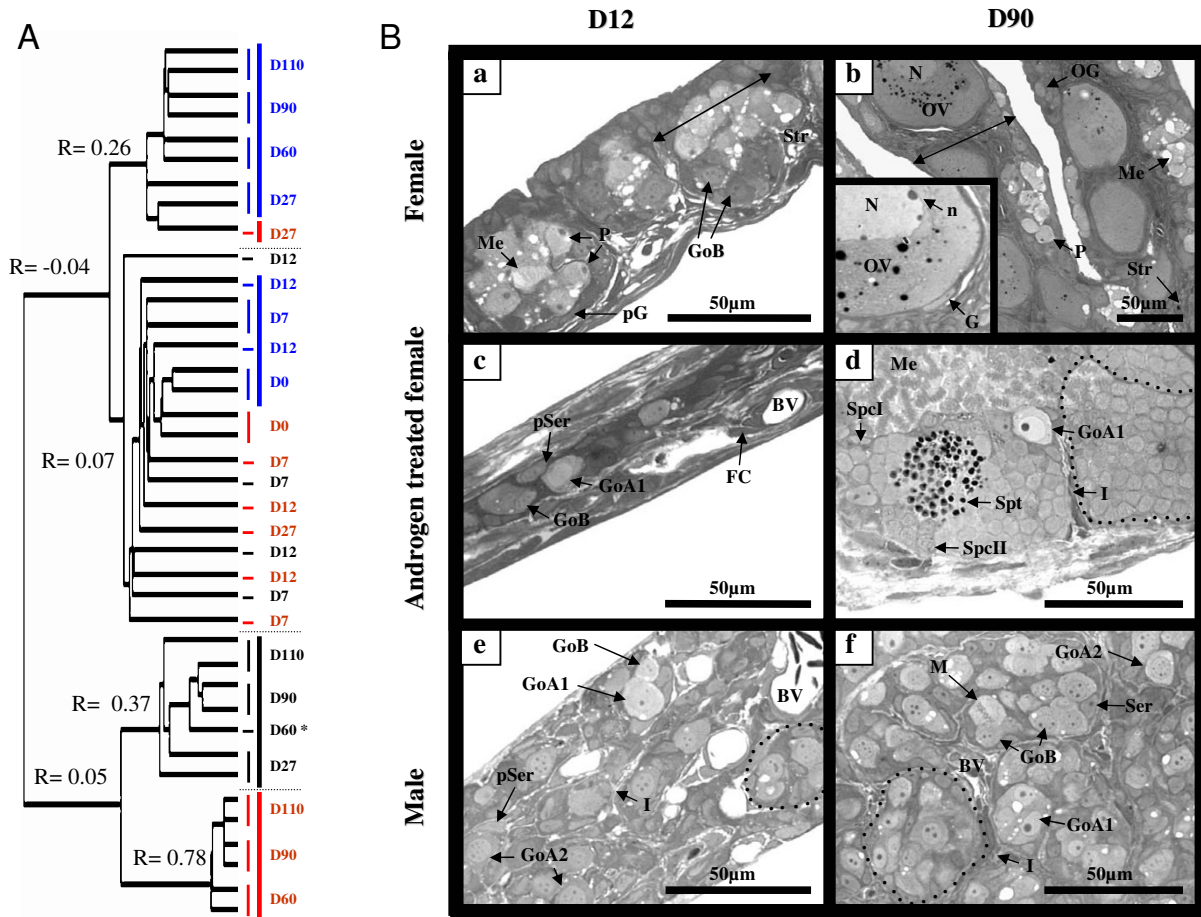 A
D110
D90
D60
R= 0.26
D27
D27
D12
R= -0.04
D12
D7
D12
D0
D0
R= 0.07
D7
D7
D12
D27
D12
D12
D7
D7
D110
R= 0.37
D90
D60 *
D27
R= 0.05
D110
R= 0.78
D90
D60
B
D12
D90
Female
Androgen treated female
Male
a
Str
GoB
P
Me
pG
50µm
b
N
OV
OG
Me
P
Str
50µm
N
n
OV
G
c
pSer
GoA1
GoB
FC
BV
50µm
d
Me
SpcI
GoA1
Spt
I
SpcII
50µm
e
GoB
GoA1
BV
pSer
I
GoA2
50µm
f
M
GoA2
Ser
GoB
BV
GoA1
I
50µm